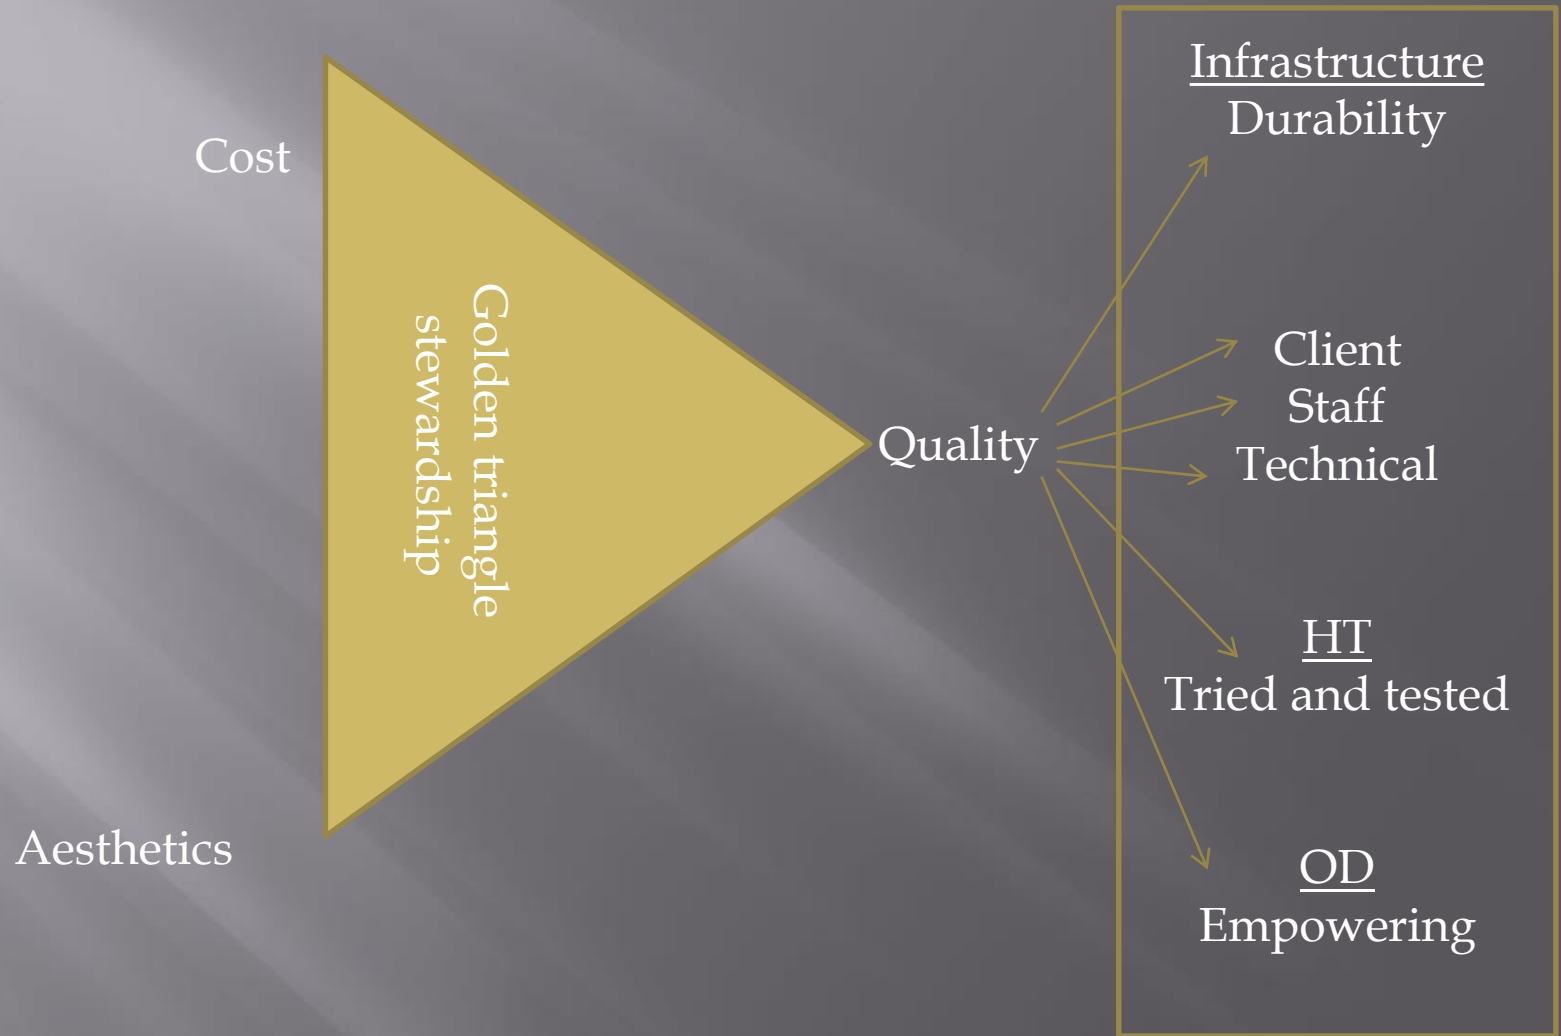 Cost
Golden triangle
stewardship
Aesthetics
Quality
Infrastructure
Durability
Client
Staff
Technical
HT
Tried and tested
OD
Empowering